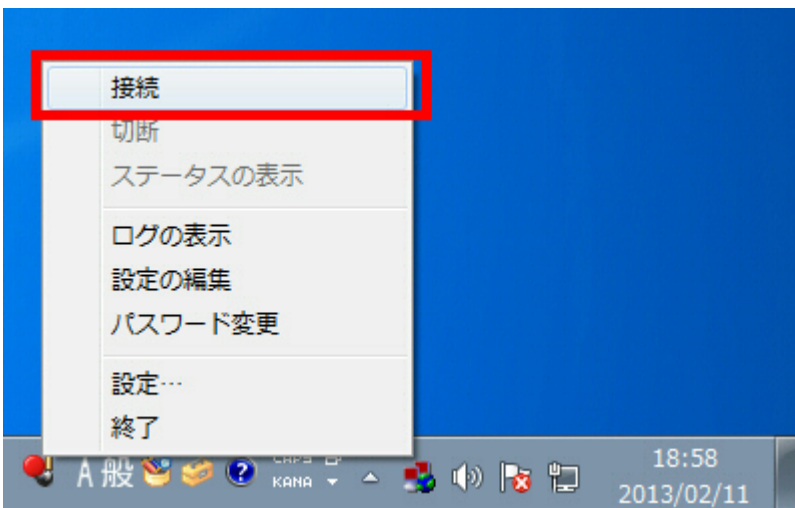 接続
切断
ステータスの表示
ログの表示
設定の編集
パスワード変更
設定…
終了
A 般
CAPS
KANA
18:58
2013/02/11